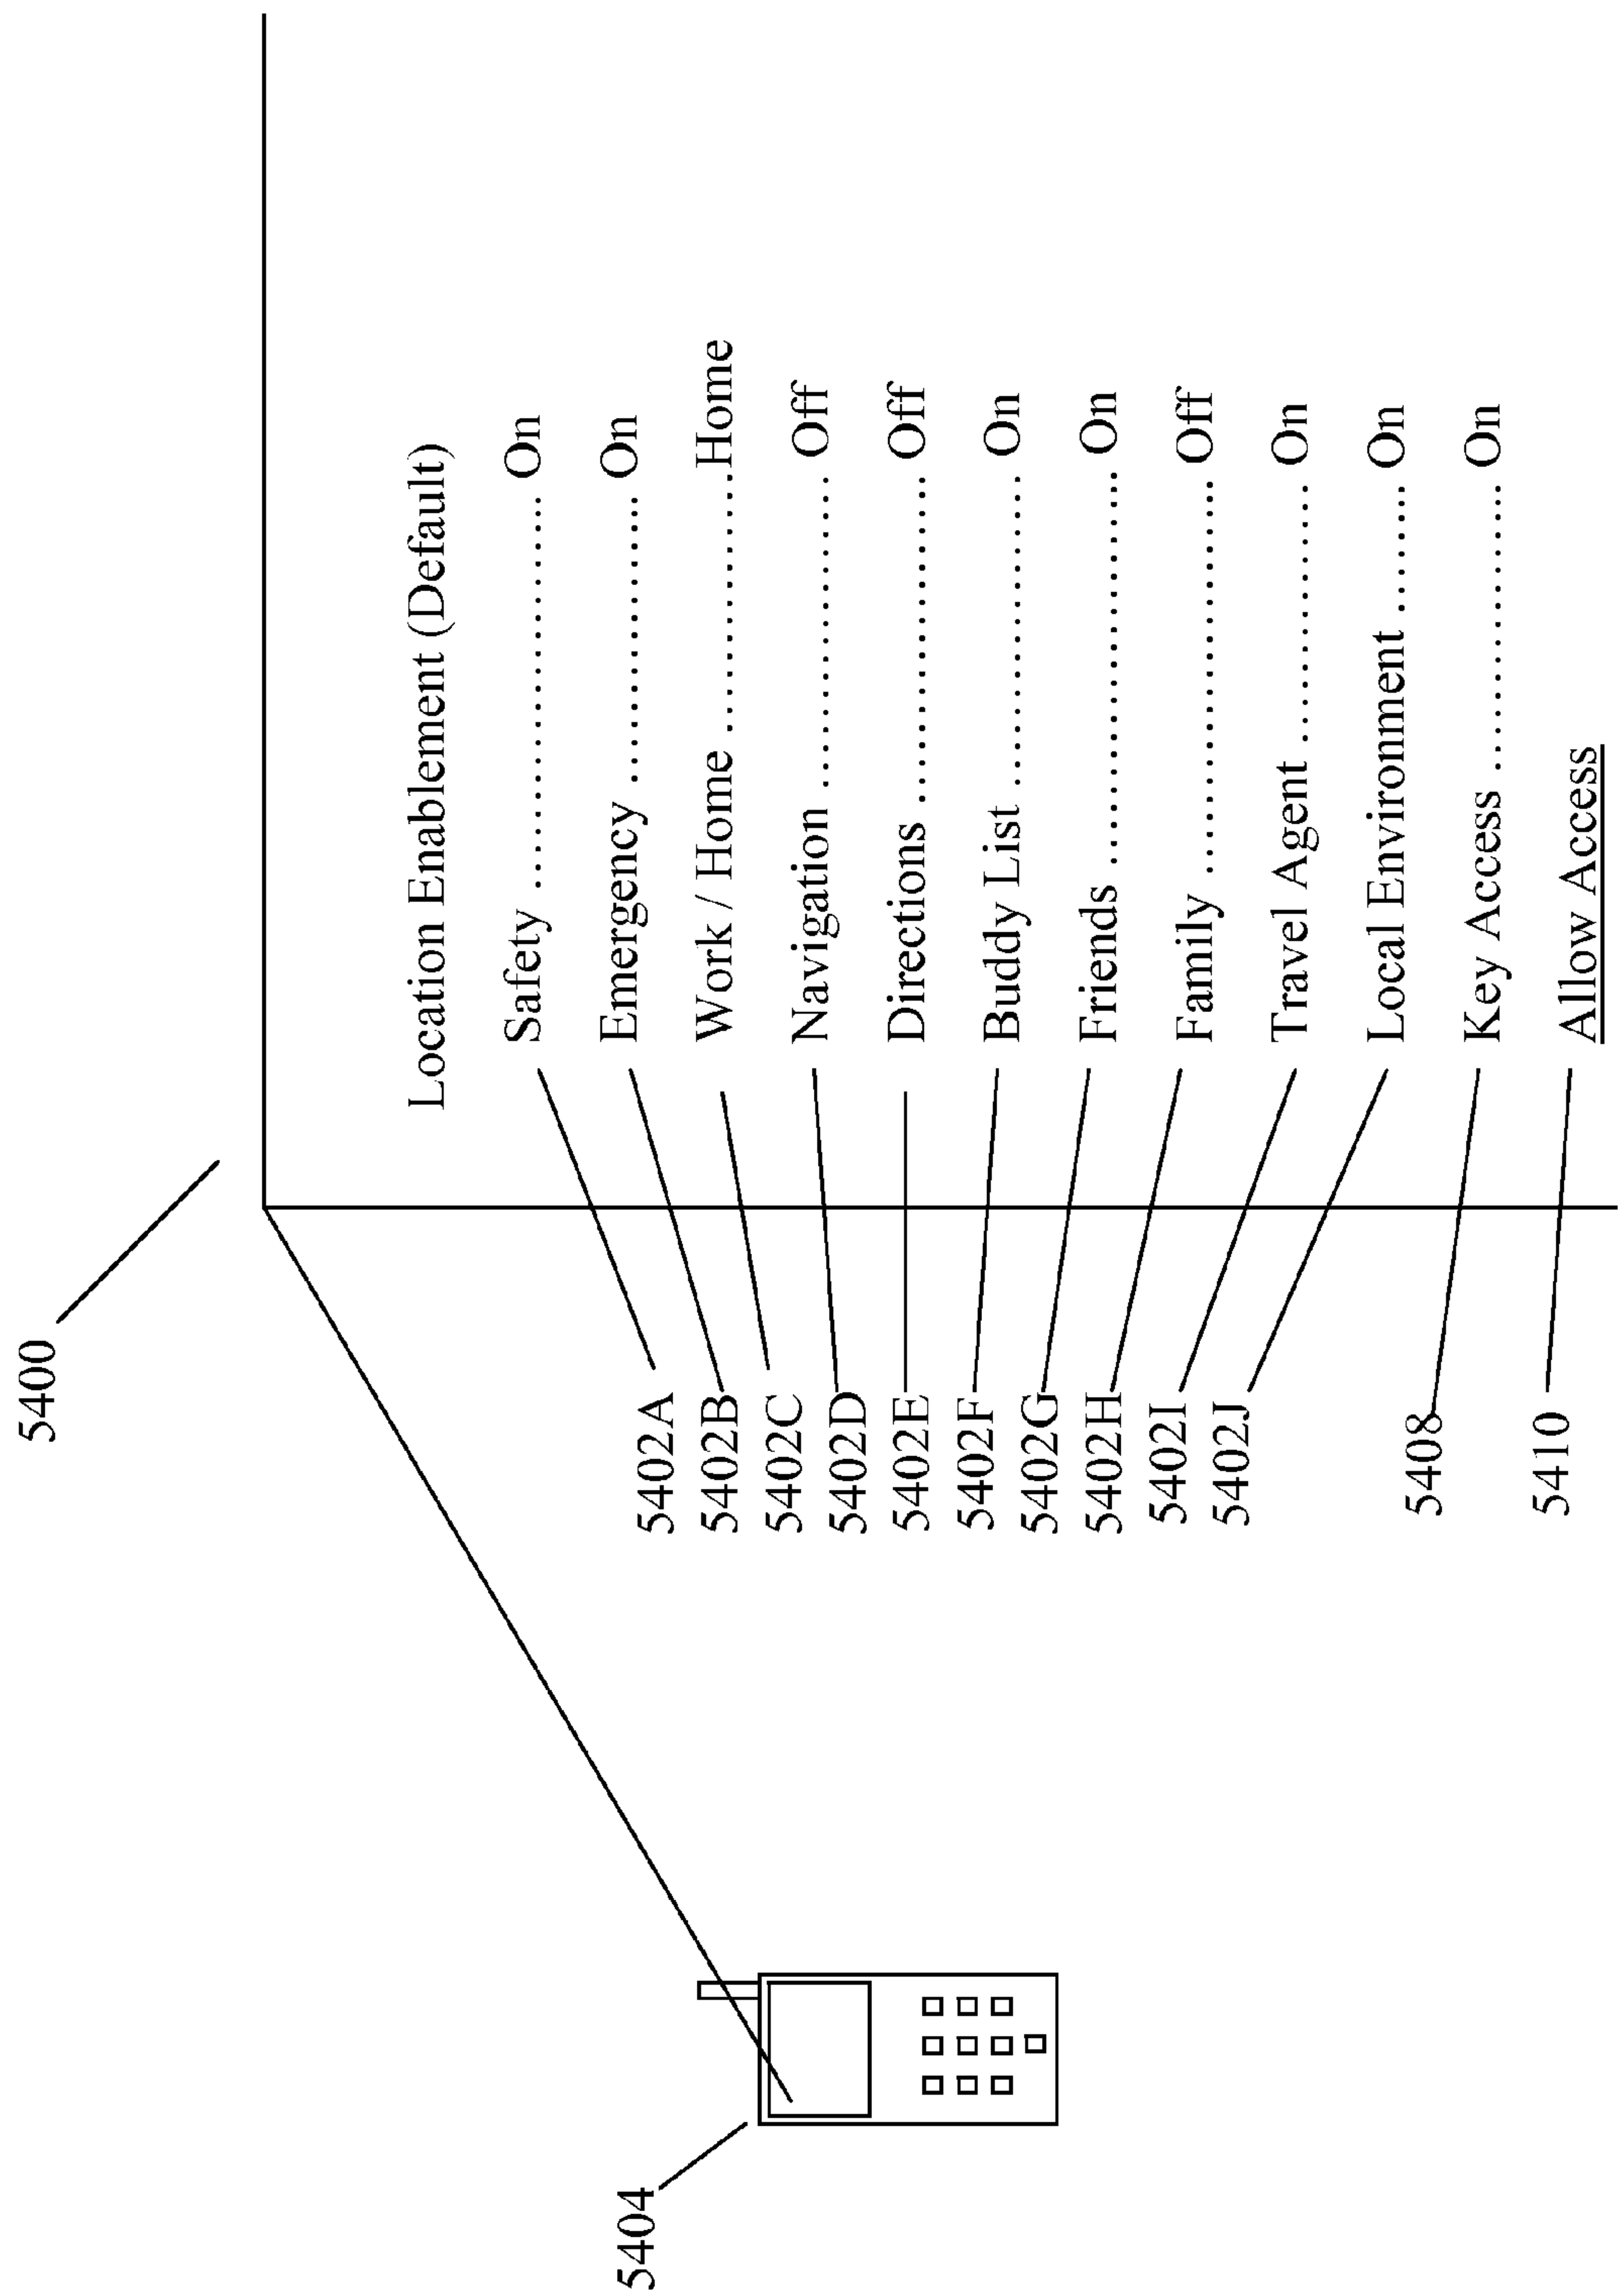 5400
Location Enablement (Default)
5402A Safety .............................. On
5402B Emergency ....................... On
5402C Work / Home ....................Home
5402D Navigation ........................ Off
5402E Directions ......................... Off
5402F Buddy List ........................ On
5402G Friends .............................. On
5402H Family .............................. Off
5402I Travel Agent ..................... On
5402J Local Environment ........... On
5408 Key Access ........................ On
5410 Allow Access
5404